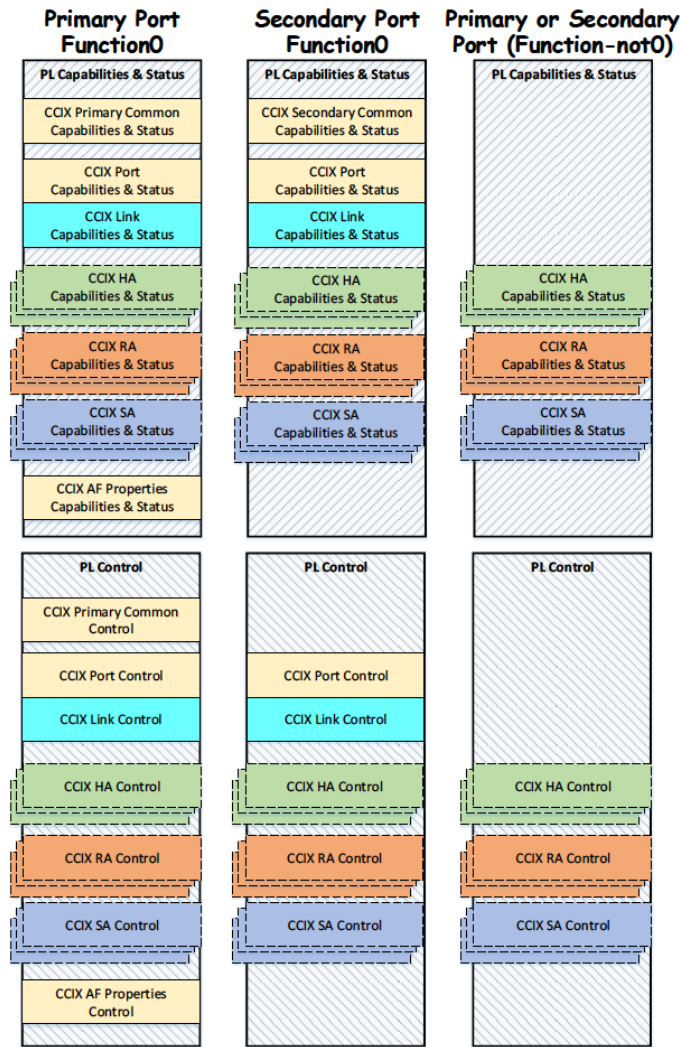 Primary Port
Function0
Secondary Port
Function0
Primary or Secondary
Port (Function-not0)
PL Capabilities & Status
CCIX Primary Common
Capabilities & Status
CCIX Port
Capabilities & Status
CCIX Link
Capabilities & Status
CCIX HA
Capabilities & Status
CCIX RA
Capabilities & Status
CCIX SA
Capabilities & Status
CCIX AF Properties
Capabilities & Status
PL Capabilities & Status
CCIX Secondary Common
Capabilities & Status
CCIX Port
Capabilities & Status
CCIX Link
Capabilities & Status
CCIX HA
Capabilities & Status
CCIX RA
Capabilities & Status
CCIX SA
Capabilities & Status
PL Capabilities & Status
CCIX HA
Capabilities & Status
CCIX RA
Capabilities & Status
CCIX SA
Capabilities & Status
PL Control
CCIX Primary Common
Control
CCIX Port Control
CCIX Link Control
CCIX HA Control
CCIX RA Control
CCIX SA Control
CCIX AF Properties
Control
PL Control
CCIX Port Control
CCIX Link Control
CCIX HA Control
CCIX RA Control
CCIX SA Control
PL Control
CCIX HA Control
CCIX RA Control
CCIX SA Control